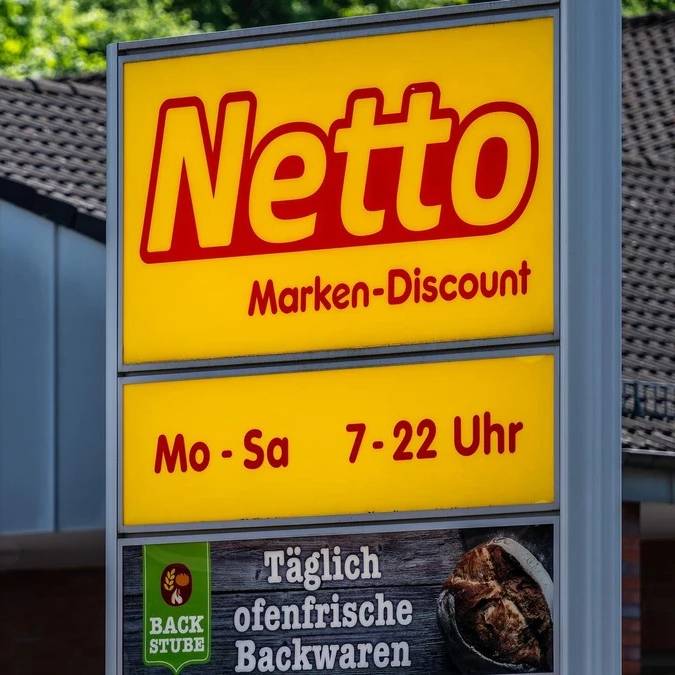 Netto
Marken-Discount
Mo - Sa 7 - 22 Uhr
Täglich
ofenfrische
Backwaren
BACK
STUBE